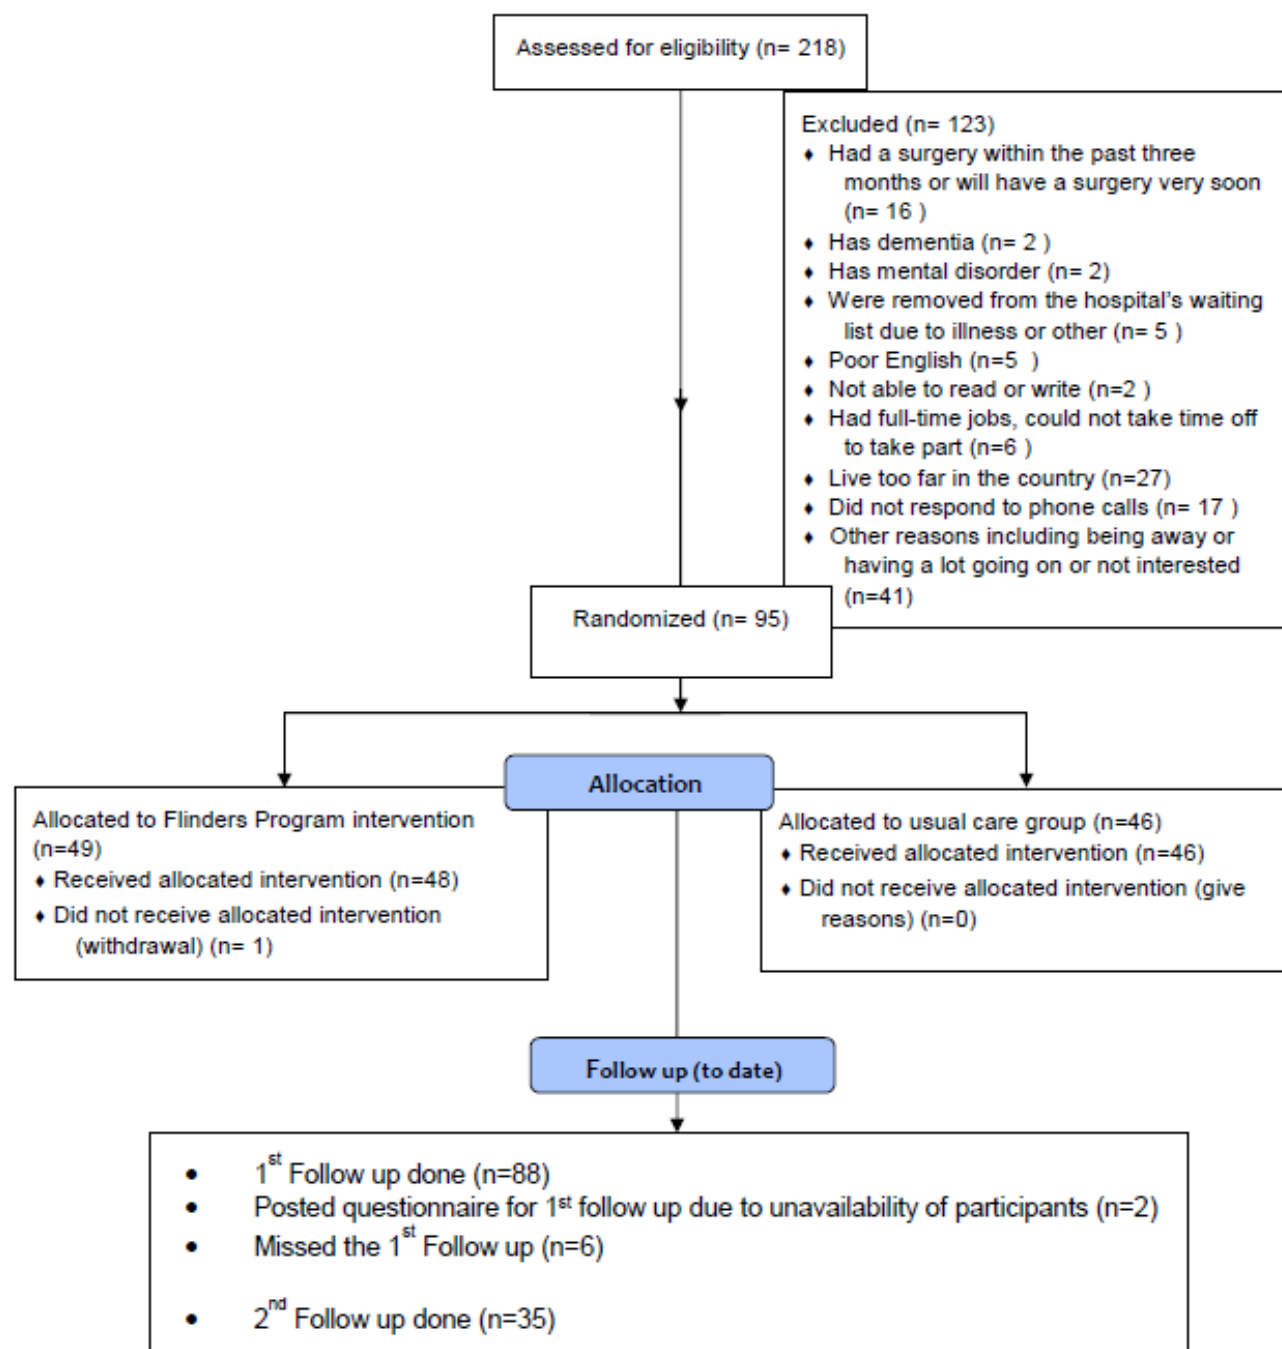 Assessed for eligibility (n= 218)
Excluded (n= 123)
♦ Had a surgery within the past three
months or will have a surgery very soon
(n= 16 )
♦ Has dementia (n= 2 )
♦ Has mental disorder (n= 2)
♦ Were removed from the hospital's waiting
list due to illness or other (n= 5 )
♦ Poor English (n=5 )
♦ Not able to read or write (n=2 )
♦ Had full-time jobs, could not take time off
to take part (n=6 )
♦ Live too far in the country (n=27)
♦ Did not respond to phone calls (n= 17 )
♦ Other reasons including being away or
having a lot going on or not interested
(n=41)
Randomized (n= 95)
Allocation
Allocated to Flinders Program intervention
(n=49)
♦ Received allocated intervention (n=48)
♦ Did not receive allocated intervention
(withdrawal) (n= 1)
Allocated to usual care group (n=46)
♦ Received allocated intervention (n=46)
♦ Did not receive allocated intervention (give
reasons) (n=0)
Follow up (to date)
• 1st Follow up done (n=88)
• Posted questionnaire for 1st follow up due to unavailability of participants (n=2)
• Missed the 1st Follow up (n=6)
• 2nd Follow up done (n=35)